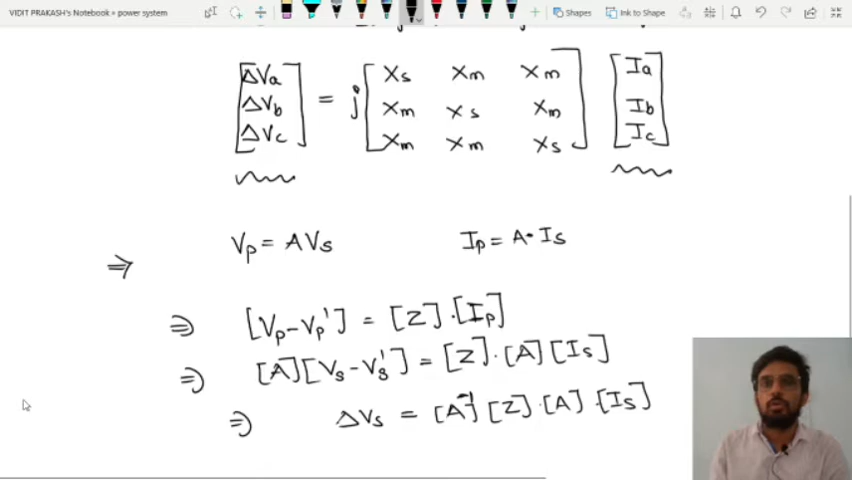 VIDIT PRAKASH's Notebook » power system
Shapes Ink to Shape
[ΔVa ΔVb ΔVc] = j [Xs Xm Xm; Xm Xs Xm; Xm Xm Xs] [Ia Ib Ic]
⇒ Vp = AVs Ip = A·Is
⇒ [Vp-Vp'] = [Z]·[Ip]
⇒ [A][Vs-Vs'] = [Z]·[A][Is]
⇒ ΔVs = [A⁻¹][Z]·[A]·[Is]